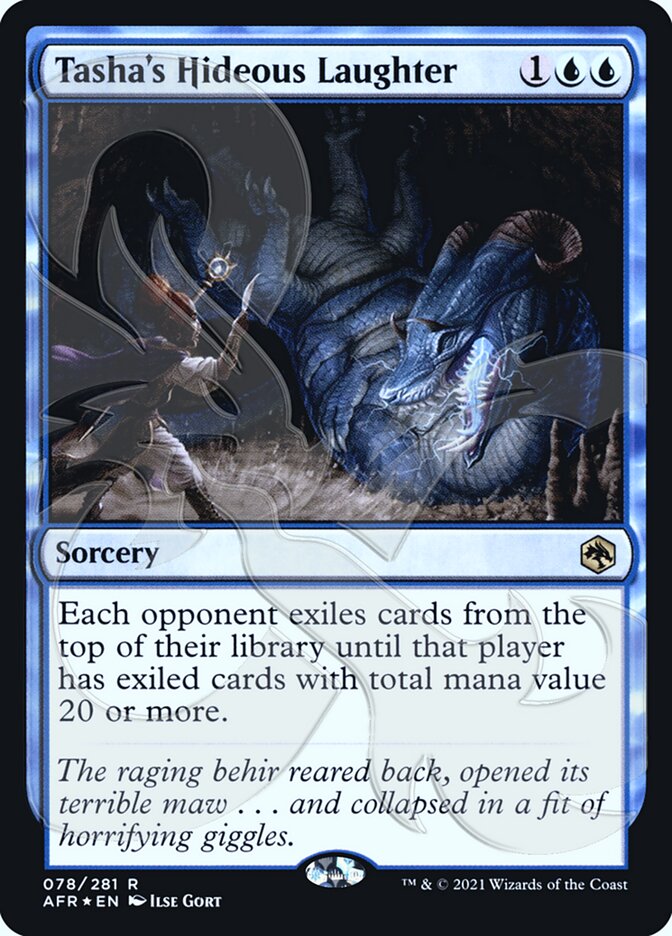 Tasha's Hideous Laughter 1
Sorcery
Each opponent exiles cards from the
top of their library until that player
has exiled cards with total mana value
20 or more.
The raging behir reared back, opened its
terrible maw . . . and collapsed in a fit of
horrifying giggles.
078/281 R
AFR★EN Ilse Gort
™ & © 2021 Wizards of the Coast